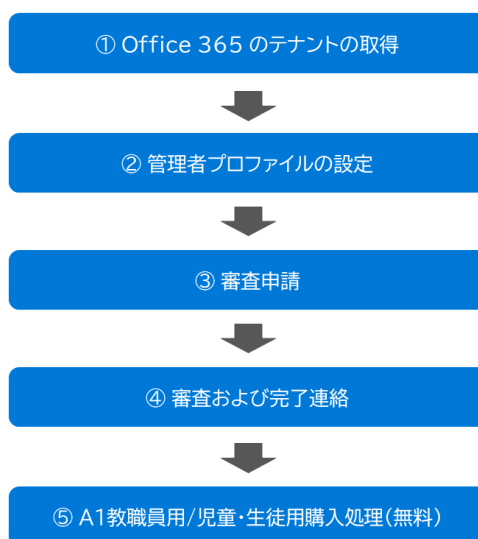 ① Office 365 のテナントの取得
② 管理者プロファイルの設定
③ 審査申請
④ 審査および完了連絡
⑤ A1教職員用/児童・生徒用購入処理(無料)